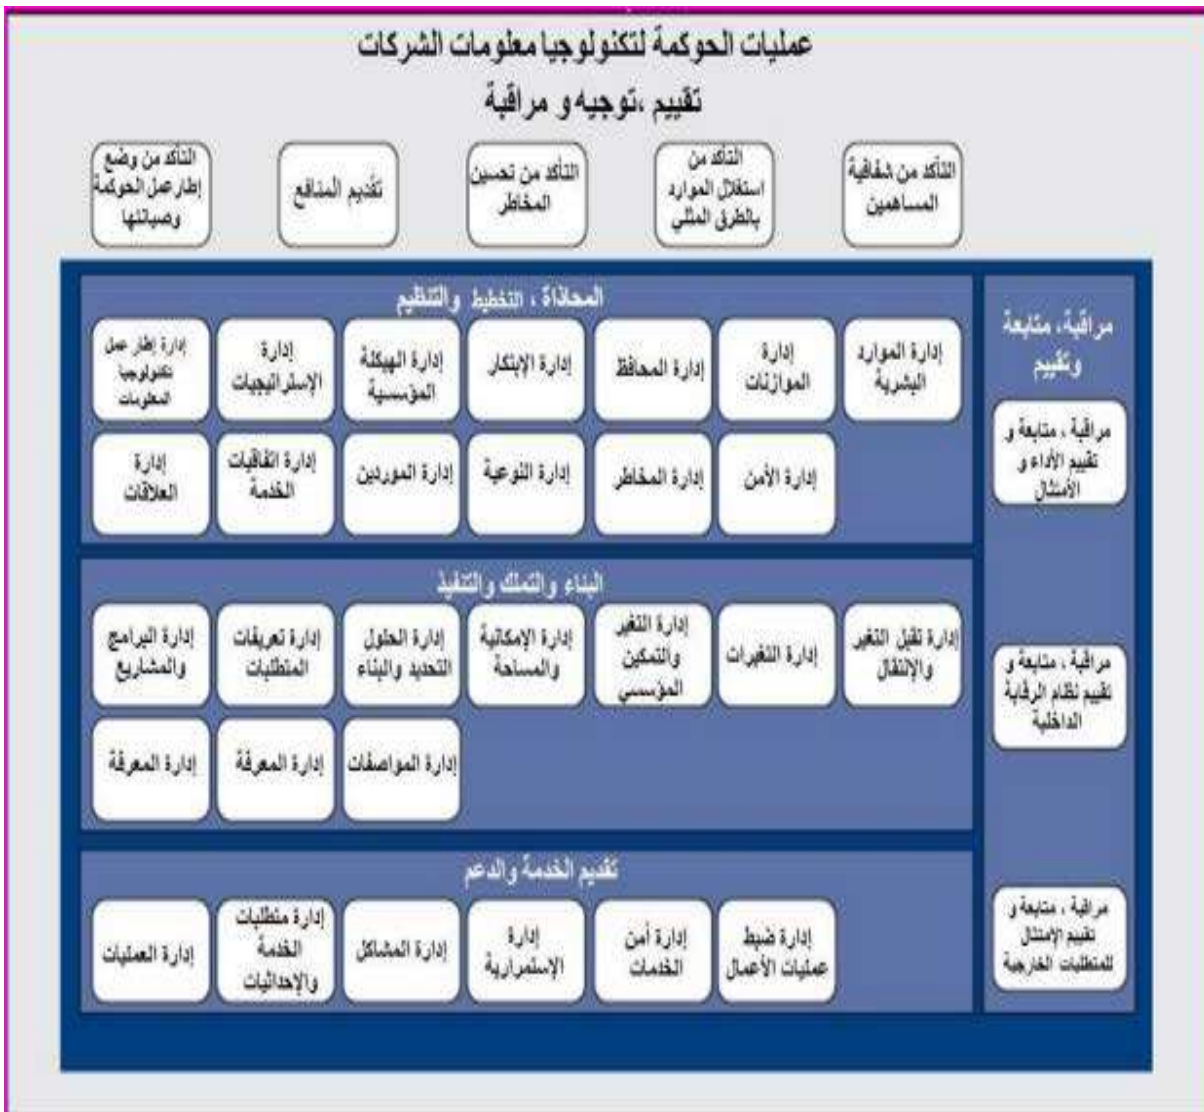 عمليات الحوكمة لتكنولوجيا معلومات الشركات
تقييم ،توجيه و مراقبة
التأكد من شفافية
المساهمين
التأكد من
استغلال الموارد
بالطرق المثلي
التأكد من تحسين
المخاطر
تقديم المنافع
التأكد من وضع
إطار عمل الحوكمة
وصيانتها
مراقبة، متابعة
وتقييم
مراقبة ، متابعة و
تقييم الأداء و
الأمتثال
مراقبة ، متابعة و
تقييم نظام الرقابة
الداخلية
مراقبة ، متابعة و
تقييم الإمتثال
للمتطلبات الخارجية
المحاذاة ، التخطيط والتنظيم
إدارة الموارد
البشرية
إدارة
الموازنات
إدارة المحافظ
إدارة الإبتكار
إدارة الهيكلة
المؤسسية
إدارة
الإستراتيجيات
إدارة إطار عمل
تكنولوجيا
المعلومات
إدارة الأمن
إدارة المخاطر
إدارة النوعية
إدارة الموردين
إدارة اتفاقيات
الخدمة
إدارة
العلاقات
البناء والتملك والتنفيذ
إدارة تقبل التغير
والإنتقال
إدارة التغيرات
إدارة التغير
والتمكين
المؤسسي
إدارة الإمكانية
والمساحة
إدارة الحلول
التحديد والبناء
إدارة تعريفات
المتطلبات
إدارة البرامج
والمشاريع
إدارة المواصفات
إدارة المعرفة
إدارة المعرفة
تقديم الخدمة والدعم
إدارة ضبط
عمليات الأعمال
إدارة أمن
الخدمات
إدارة
الإستمرارية
إدارة المشاكل
إدارة متطلبات
الخدمة
والإحداثيات
إدارة العمليات